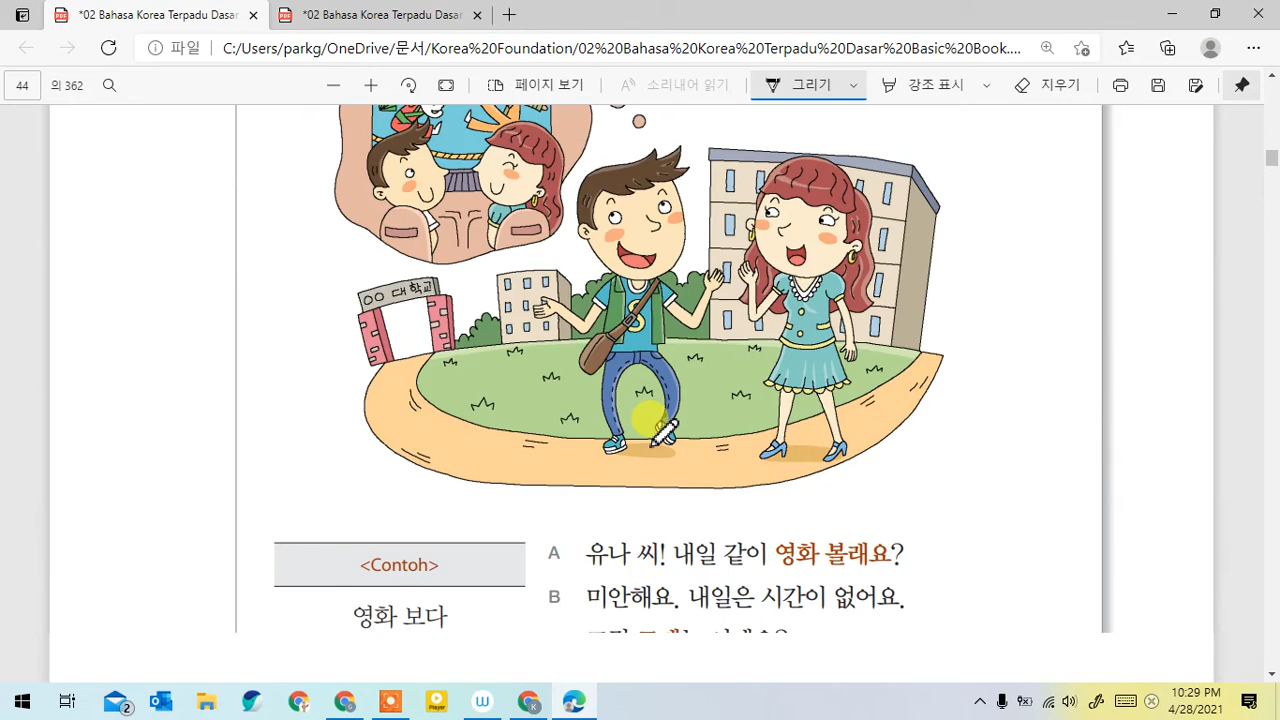 *02 Bahasa Korea Terpadu Dasar
*02 Bahasa Korea Terpadu Dasar
파일
C:/Users/parkg/OneDrive/문서/Korea%20Foundation/02%20Bahasa%20Korea%20Terpadu%20Dasar%20Basic%20Book....
44
의 362
페이지 보기
소리내어 읽기
그리기
강조 표시
지우기
○○ 대학교
<Contoh>
영화 보다
A 유나 씨! 내일 같이 영화 볼래요?
B 미안해요. 내일은 시간이 없어요.
2
Player
10:29 PM
4/28/2021